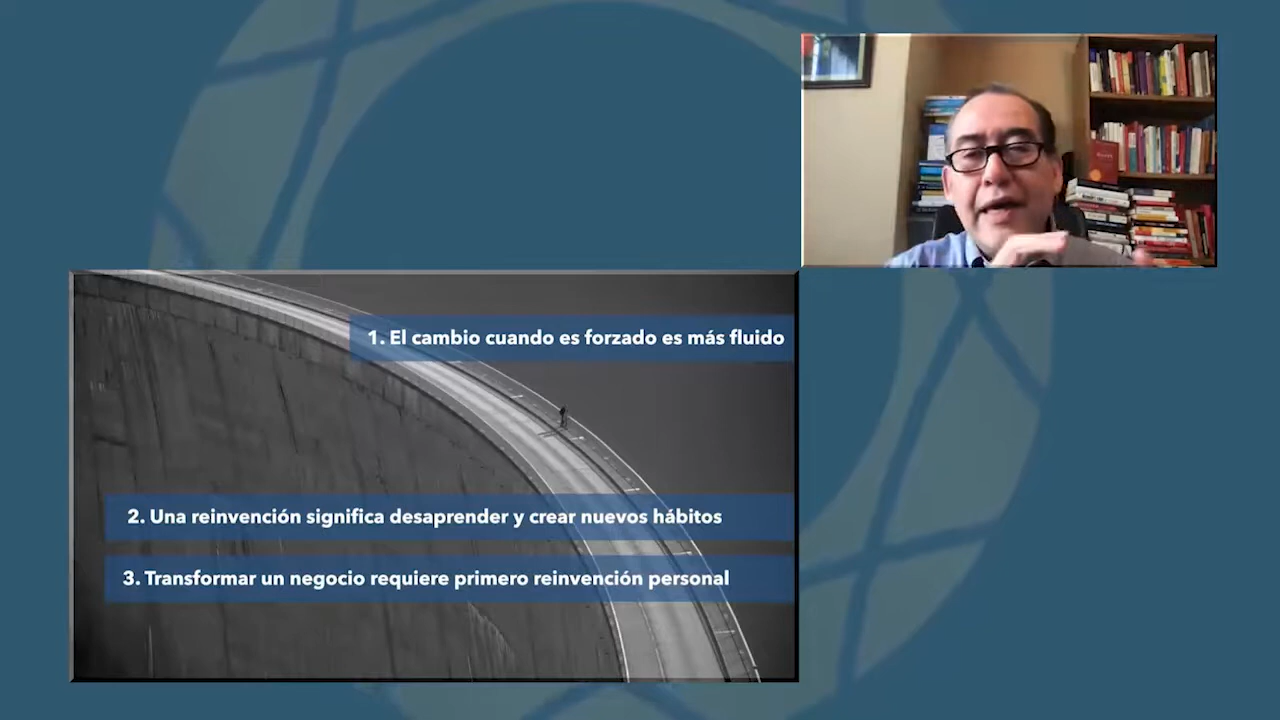 1. El cambio cuando es forzado es más fluido
2. Una reinvención significa desaprender y crear nuevos hábitos
3. Transformar un negocio requiere primero reinvención personal